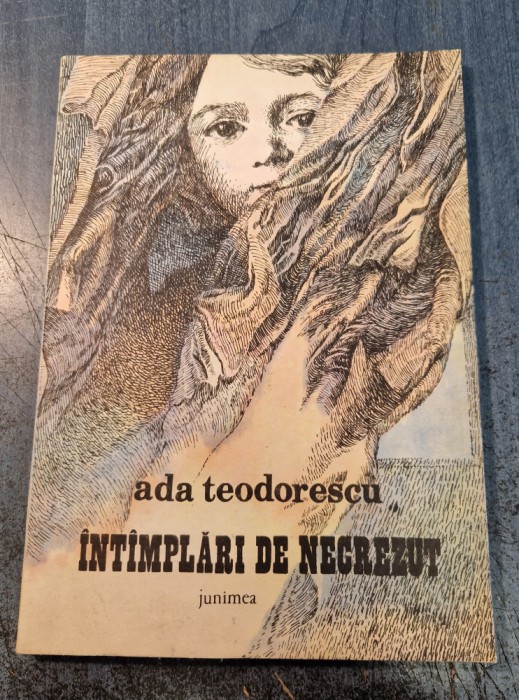 ada teodorescu
ÎNTÎMPLĂRI DE NECREZUT
junimea